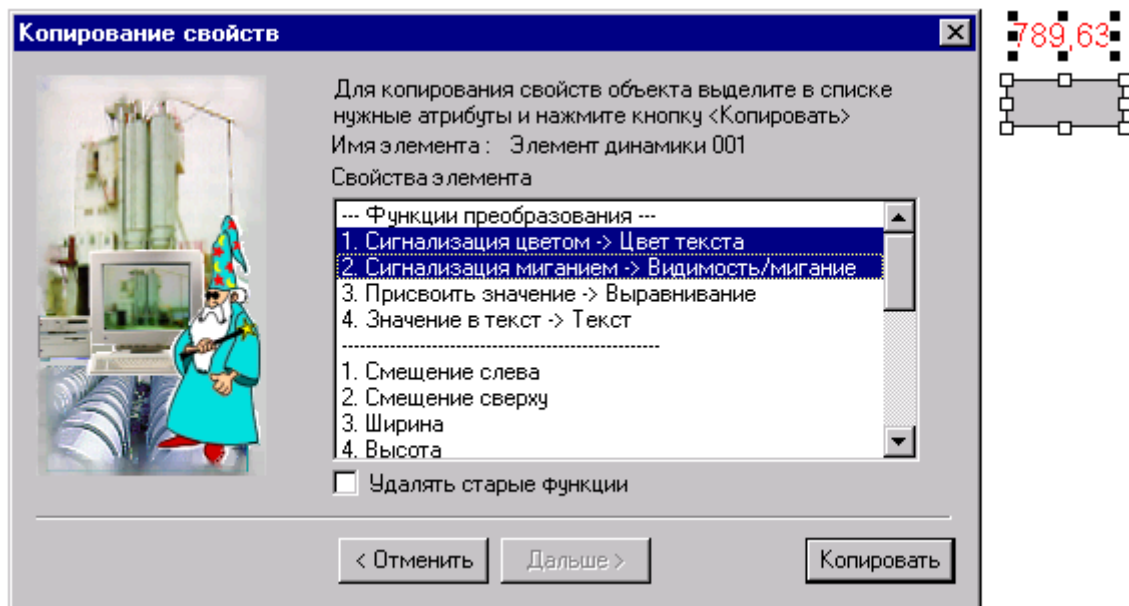 Копирование свойств
789,63
Для копирования свойств объекта выделите в списке
нужные атрибуты и нажмите кнопку <Копировать>
Имя элемента : Элемент динамики 001
Свойства элемента
--- Функции преобразования ---
1. Сигнализация цветом -> Цвет текста
2. Сигнализация миганием -> Видимость/мигание
3. Присвоить значение -> Выравнивание
4. Значение в текст -> Текст
--------------------------------------------------
1. Смещение слева
2. Смещение сверху
3. Ширина
4. Высота
Удалять старые функции
< Отменить
Дальше >
Копировать